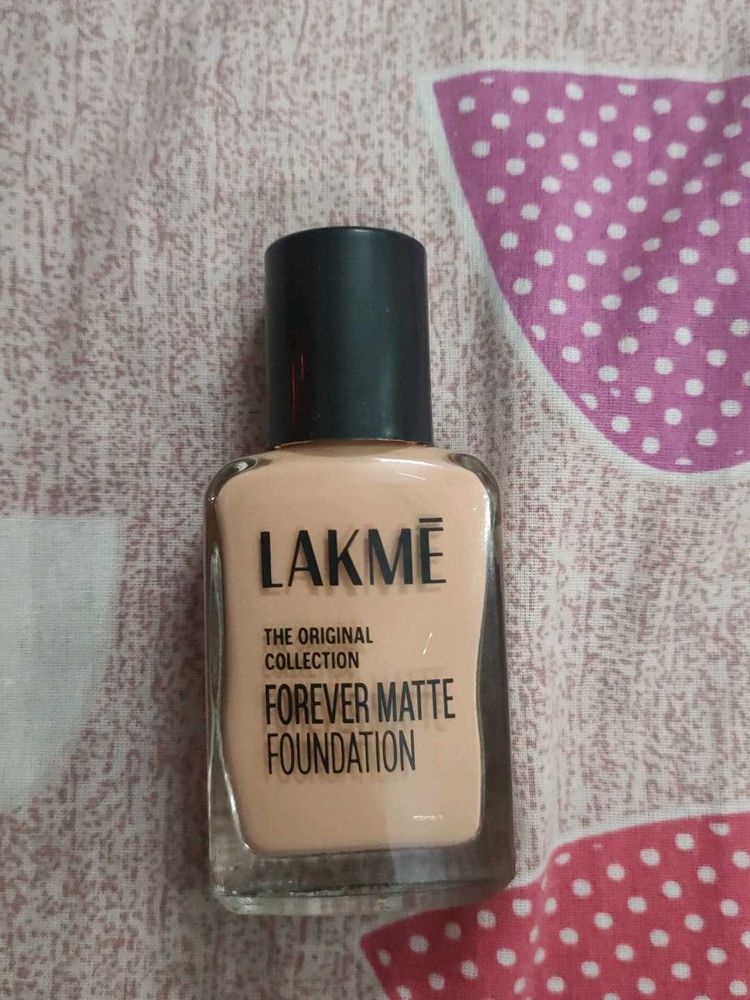 LAKMĒ
THE ORIGINAL
COLLECTION
FOREVER MATTE
FOUNDATION